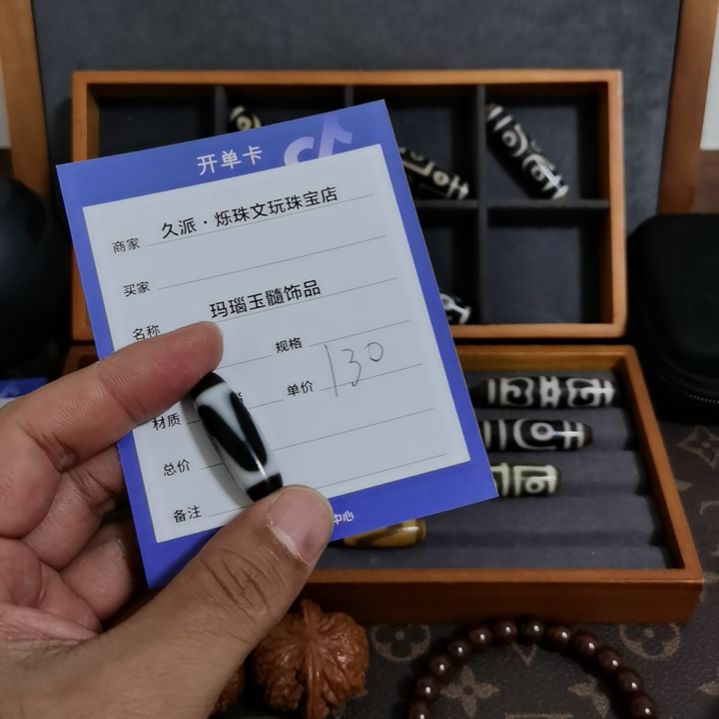 开单卡
商家 久派·烁珠文玩珠宝店
买家
名称 玛瑙玉髓饰品
规格
材质 单价 130
总价
备注
中心